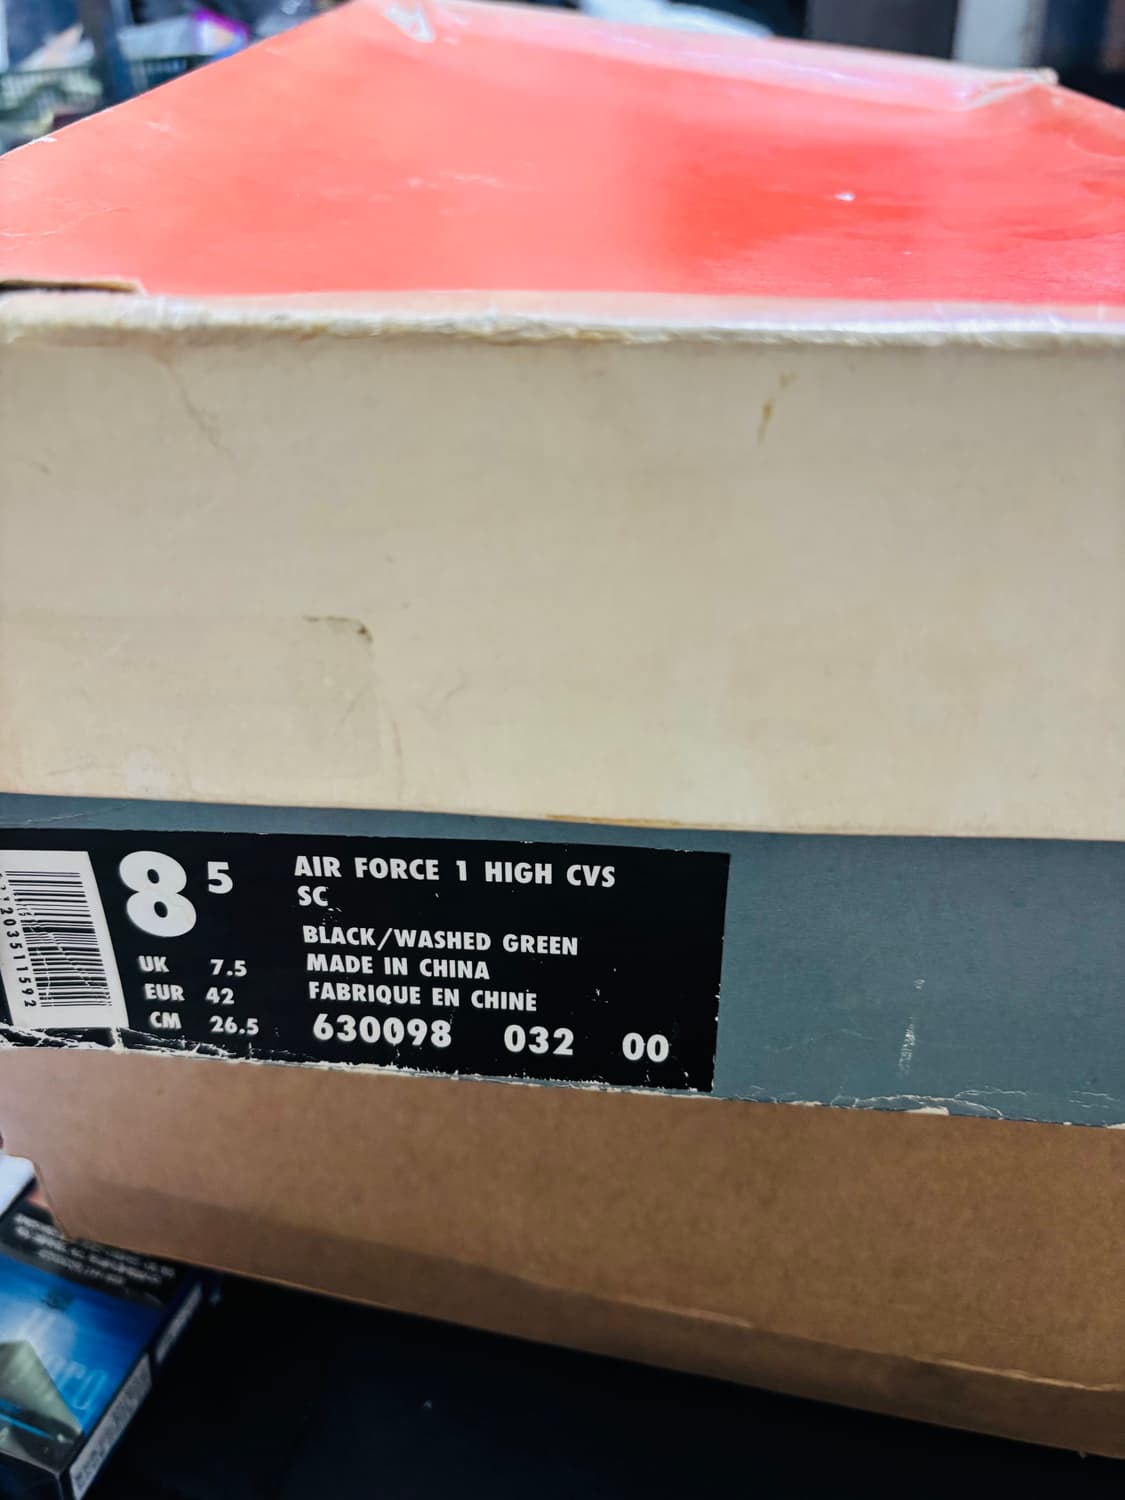 8 5
AIR FORCE 1 HIGH CVS
SC
BLACK/WASHED GREEN
MADE IN CHINA
FABRIQUE EN CHINE
630098 032 00
UK 7.5
EUR 42
CM 26.5